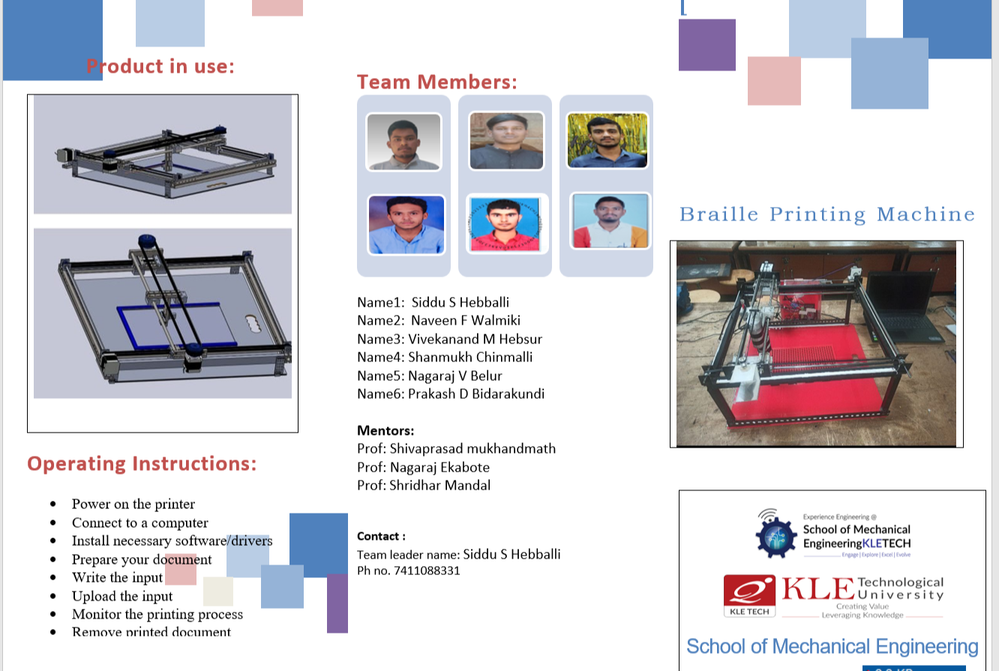 Product in use:
Operating Instructions:
Power on the printer
Connect to a computer
Install necessary software/drivers
Prepare your document
Write the input
Upload the input
Monitor the printing process
Remove printed document
Team Members:
Name1: Siddu S Hebballi
Name2: Naveen F Walmiki
Name3: Vivekanand M Hebsur
Name4: Shanmukh Chinmalli
Name5: Nagaraj V Belur
Name6: Prakash D Bidarakundi
Mentors:
Prof: Shivaprasad mukhandmath
Prof: Nagaraj Ekabote
Prof: Shridhar Mandal
Contact :
Team leader name: Siddu S Hebballi
Ph no. 7411088331
Braille Printing Machine
Experience Engineering @
School of Mechanical
EngineeringKLETECH
Engage | Explore | Excel | Evolve
KLE TECH
KLE Technological
University
Creating Value
Leveraging Knowledge
School of Mechanical Engineering